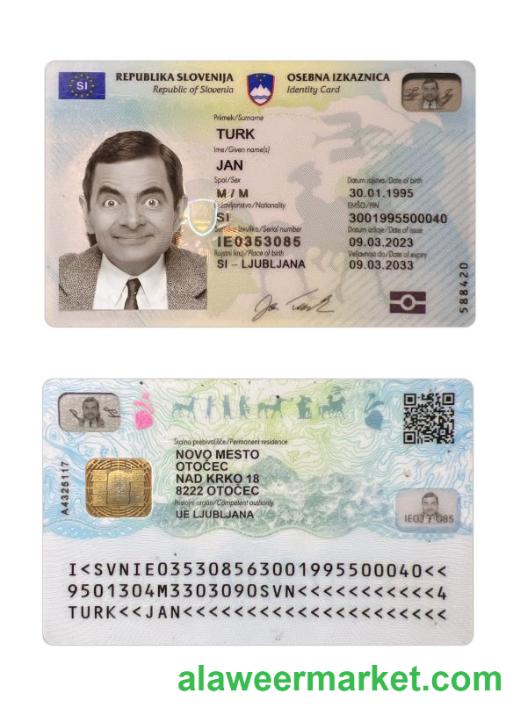 SI
REPUBLIKA SLOVENIJA
Republic of Slovenia
OSEBNA IZKAZNICA
Identity Card
Priimek/Surname
TURK
Ime/Given name(s)
JAN
Spol/Sex
M / M
Datum rojstva/Date of birth
30.01.1995
Državljanstvo/Nationality
SI
EMŠO/PIN
3001995500040
številka/Serial number
IE0353085
Datum izdaje/Date of issue
09.03.2023
Rojstni kraj/Place of birth
SI – LJUBLJANA
Veljavnost do/Date of expiry
09.03.2033
588420
Stalno prebivališče/Permanent residence
NOVO MESTO
OTOČEC
NAD KRKO 18
8222 OTOČEC
Pristojni organ/Competent authority
UE LJUBLJANA
A4325117
I<SVNIE035308563001995500040<<
9501304M3303090SVN<<<<<<<<<<<4
TURK<<JAN<<<<<<<<<<<<<<<<<<<<<
alaweermarket.com